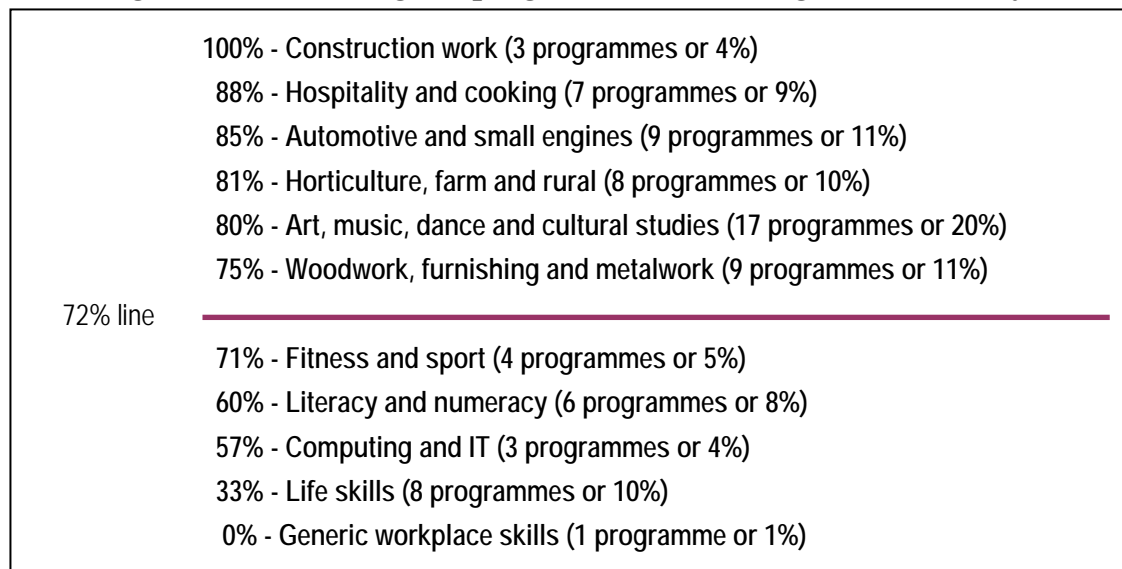 100% - Construction work (3 programmes or 4%)
88% - Hospitality and cooking (7 programmes or 9%)
85% - Automotive and small engines (9 programmes or 11%)
81% - Horticulture, farm and rural (8 programmes or 10%)
80% - Art, music, dance and cultural studies (17 programmes or 20%)
75% - Woodwork, furnishing and metalwork (9 programmes or 11%)
72% line
71% - Fitness and sport (4 programmes or 5%)
60% - Literacy and numeracy (6 programmes or 8%)
57% - Computing and IT (3 programmes or 4%)
33% - Life skills (8 programmes or 10%)
0% - Generic workplace skills (1 programme or 1%)